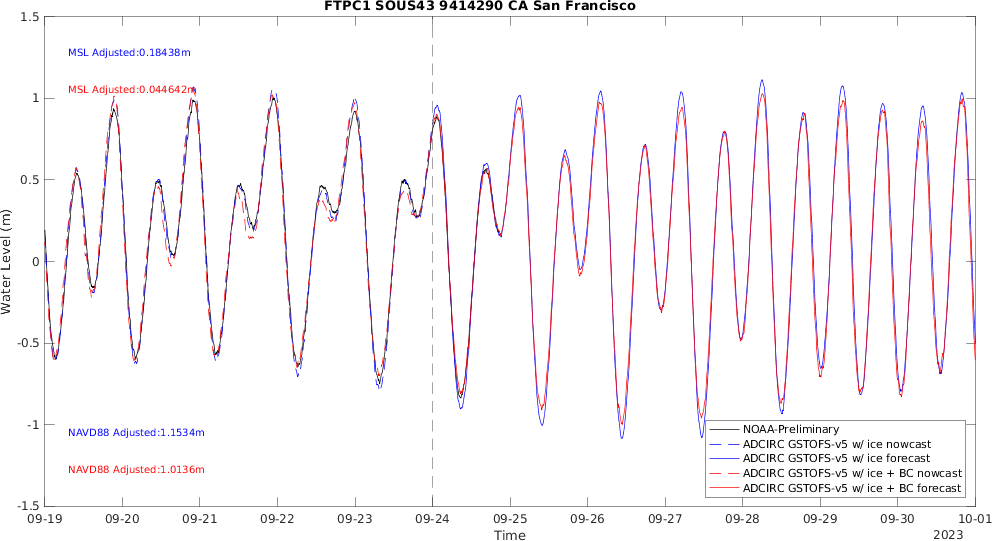 FTPC1 SOUS43 9414290 CA San Francisco
1.5
1
0.5
0
-0.5
-1
-1.5
Water Level (m)
MSL Adjusted:0.18438m
MSL Adjusted:0.044642m
NAVD88 Adjusted:1.1534m
NAVD88 Adjusted:1.0136m
NOAA-Preliminary
ADCIRC GSTOFS-v5 w/ ice nowcast
ADCIRC GSTOFS-v5 w/ ice forecast
ADCIRC GSTOFS-v5 w/ ice + BC nowcast
ADCIRC GSTOFS-v5 w/ ice + BC forecast
09-19 09-20 09-21 09-22 09-23 09-24 09-25 09-26 09-27 09-28 09-29 09-30 10-01
Time
2023